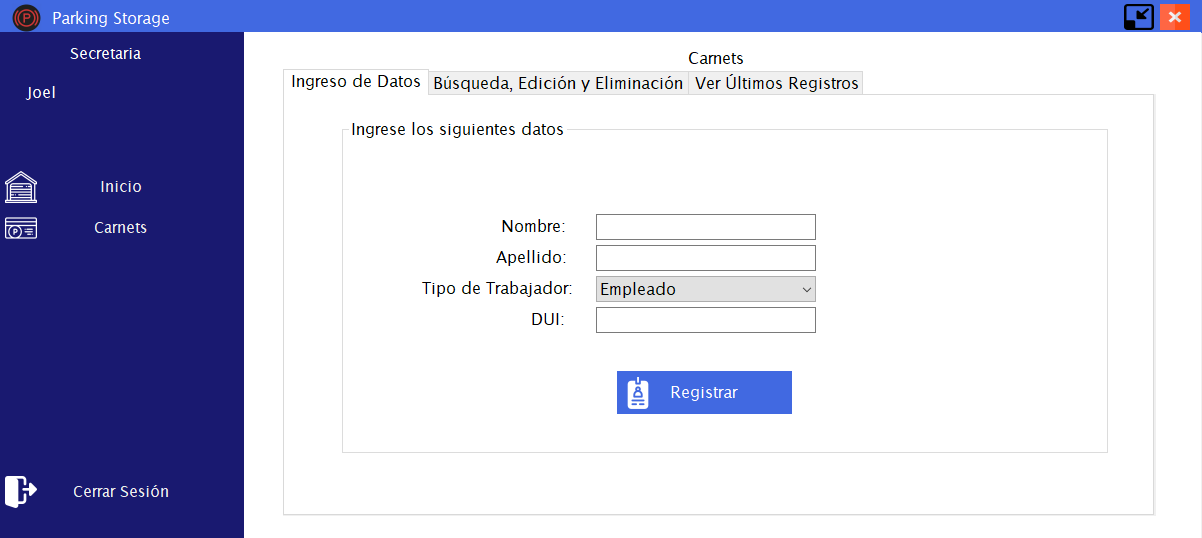 Parking Storage
Secretaria
Joel
Inicio
Carnets
Cerrar Sesión
Carnets
Ingreso de Datos Búsqueda, Edición y Eliminación Ver Últimos Registros
Ingrese los siguientes datos
Nombre:
Apellido:
Tipo de Trabajador: Empleado
DUI:
Registrar